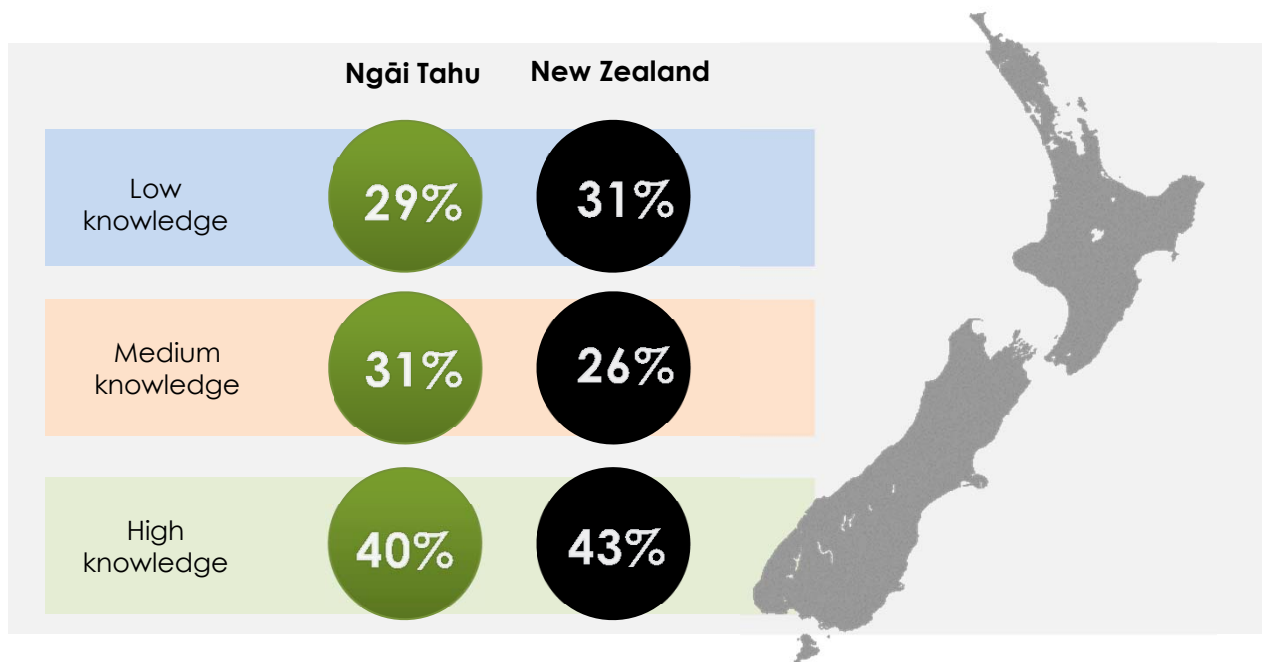 Ngāi Tahu New Zealand
Low
knowledge
29% 31%
Medium
knowledge
31% 26%
High
knowledge
40% 43%